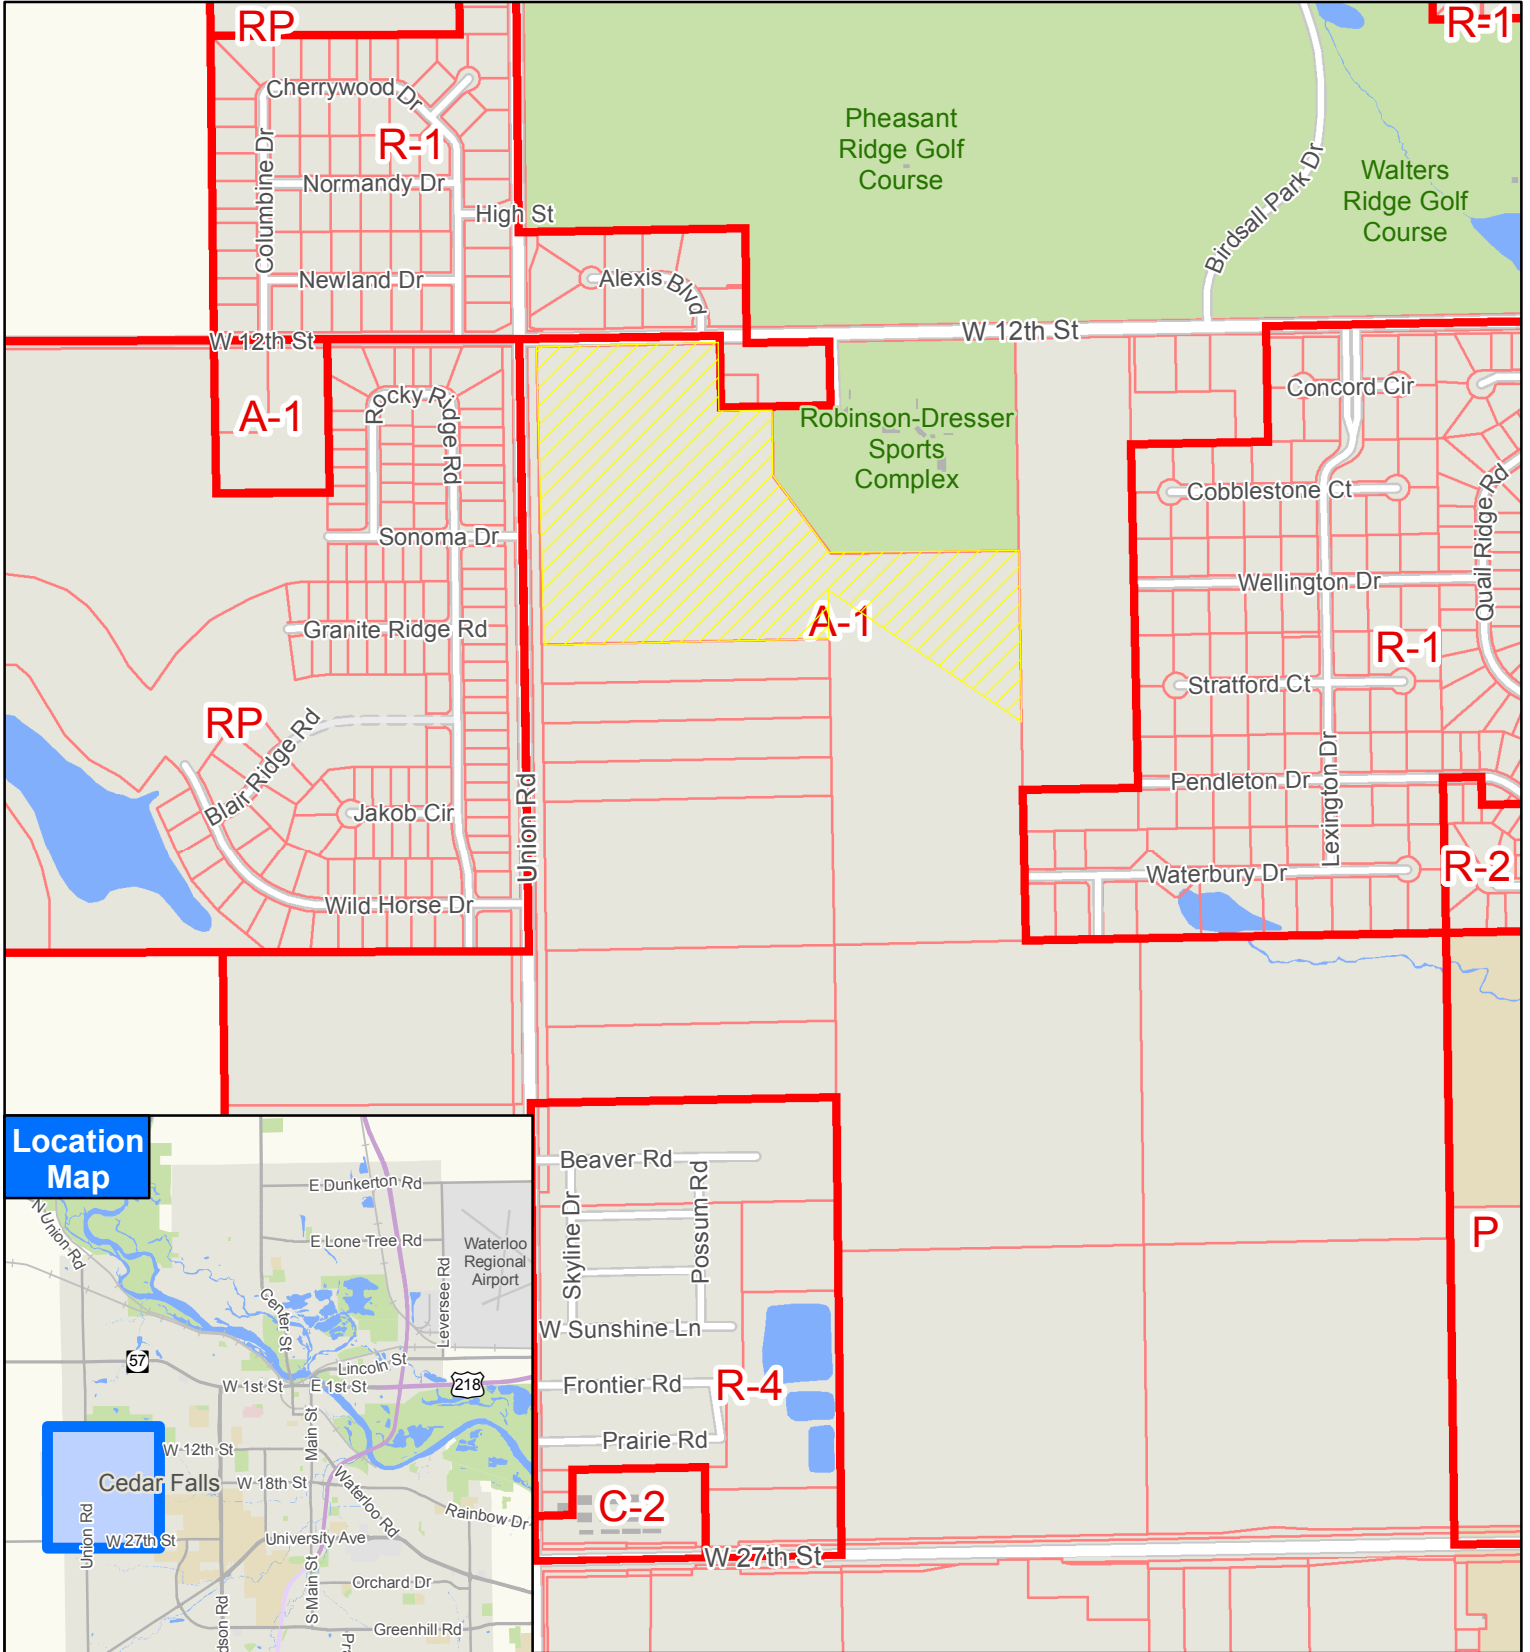 RP
R-1
Cherrywood Dr
R-1
Columbine Dr
Normandy Dr
High St
Newland Dr
Alexis Blvd
Pheasant
Ridge Golf
Course
Birdsall Park Dr
Walters
Ridge Golf
Course
W 12th St
W 12th St
A-1
Rocky Ridge Rd
Sonoma Dr
Granite Ridge Rd
RP
Blair Ridge Rd
Jakob Cir
Wild Horse Dr
Union Rd
Robinson-Dresser
Sports
Complex
A-1
Concord Cir
Cobblestone Ct
Quail Ridge Rd
Wellington Dr
R-1
Stratford Ct
Lexington Dr
Pendleton Dr
Waterbury Dr
R-2
Beaver Rd
Skyline Dr
Possum Rd
W Sunshine Ln
Frontier Rd
R-4
Prairie Rd
C-2
W 27th St
P
Location
Map
N Union Rd
E Dunkerton Rd
E Lone Tree Rd
Waterloo
Regional
Airport
Leversee Rd
Center St
57
Lincoln St
W 1st St
E 1st St
218
Main St
W 12th St
Cedar Falls
W 18th St
Waterloo Rd
Rainbow Dr
Union Rd
W 27th St
University Ave
S Main St
Orchard Dr
dson Rd
Greenhill Rd
Pr